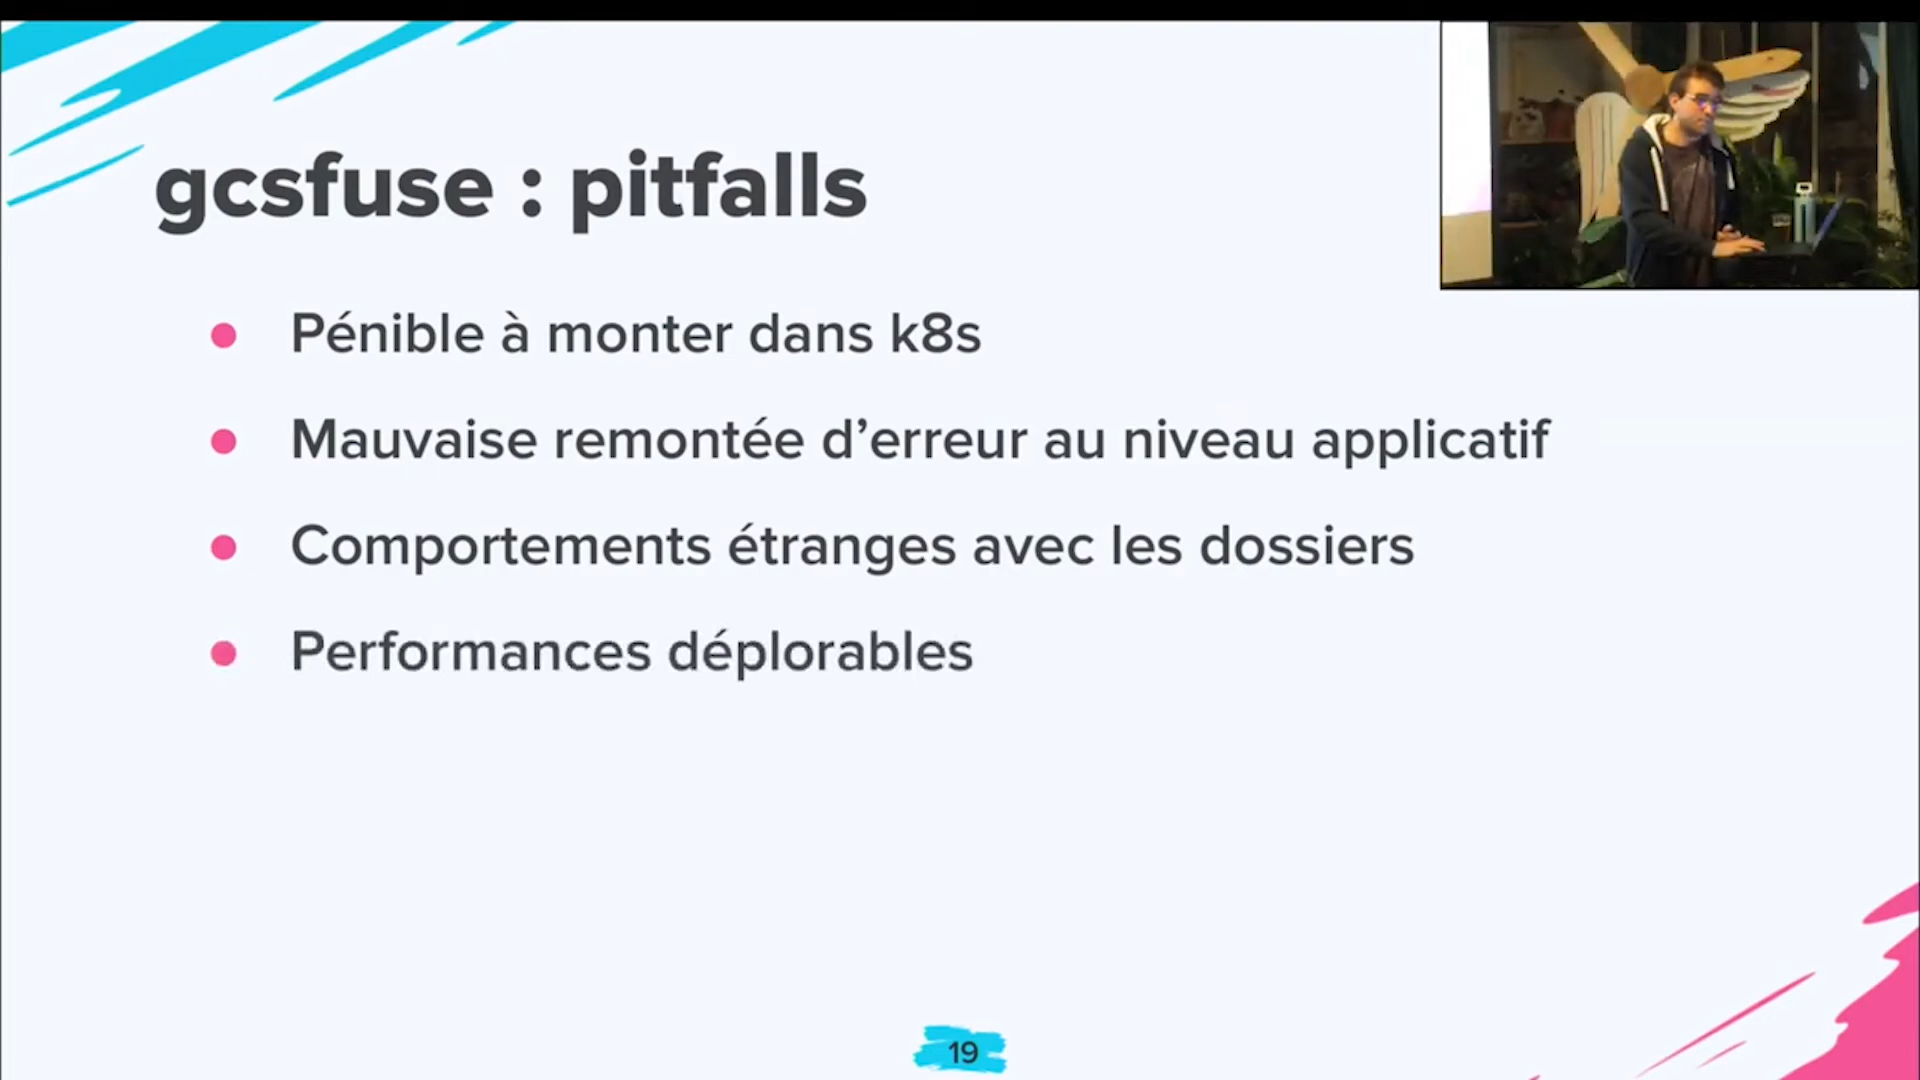 gcsfuse : pitfalls
Pénible à monter dans k8s
Mauvaise remontée d’erreur au niveau applicatif
Comportements étranges avec les dossiers
Performances déplorables
19